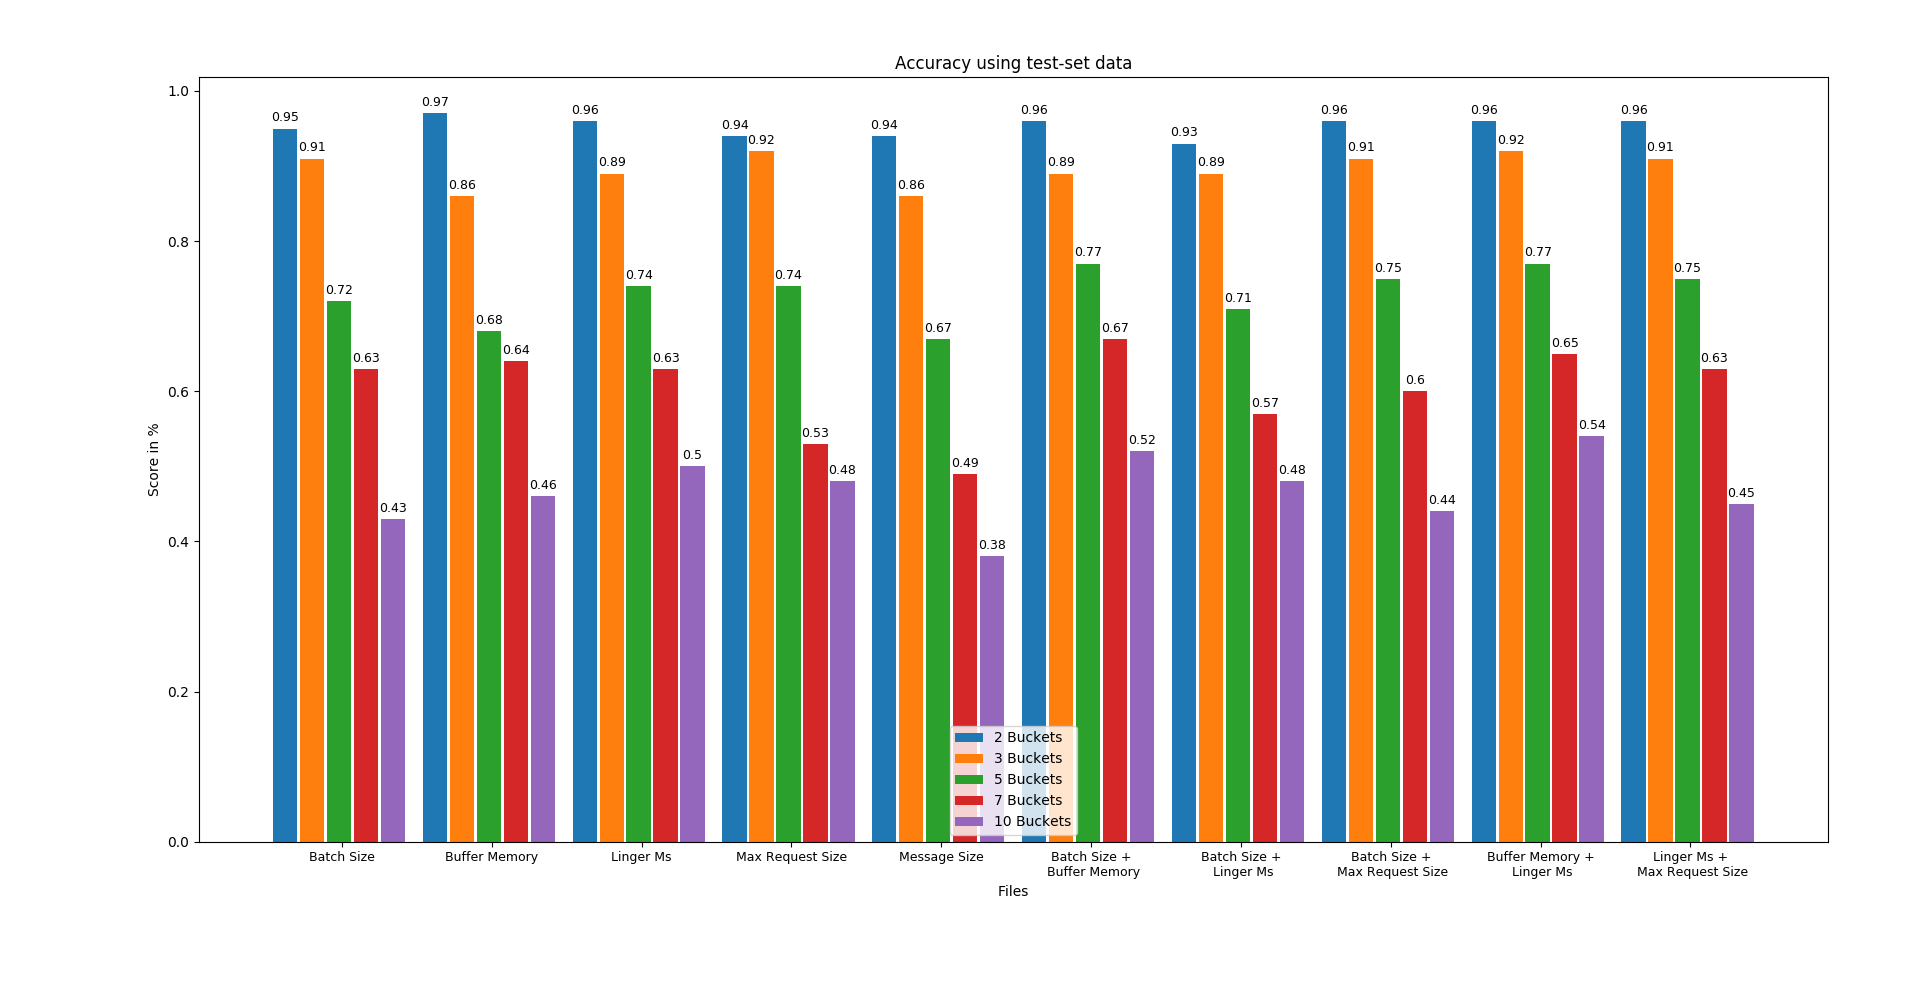 Accuracy using test-set data
Score in %
1.0
0.8
0.6
0.4
0.2
0.0
0.95 0.91 0.72 0.63 0.43
0.97 0.86 0.68 0.64 0.46
0.96 0.89 0.74 0.63 0.5
0.94 0.92 0.74 0.53 0.48
0.94 0.86 0.67 0.49 0.38
0.96 0.89 0.77 0.67 0.52
0.93 0.89 0.71 0.57 0.48
0.96 0.91 0.75 0.6 0.44
0.96 0.92 0.77 0.65 0.54
0.96 0.91 0.75 0.63 0.45
2 Buckets
3 Buckets
5 Buckets
7 Buckets
10 Buckets
Batch Size
Buffer Memory
Linger Ms
Max Request Size
Message Size
Batch Size +
Buffer Memory
Batch Size +
Linger Ms
Batch Size +
Max Request Size
Buffer Memory +
Linger Ms
Linger Ms +
Max Request Size
Files